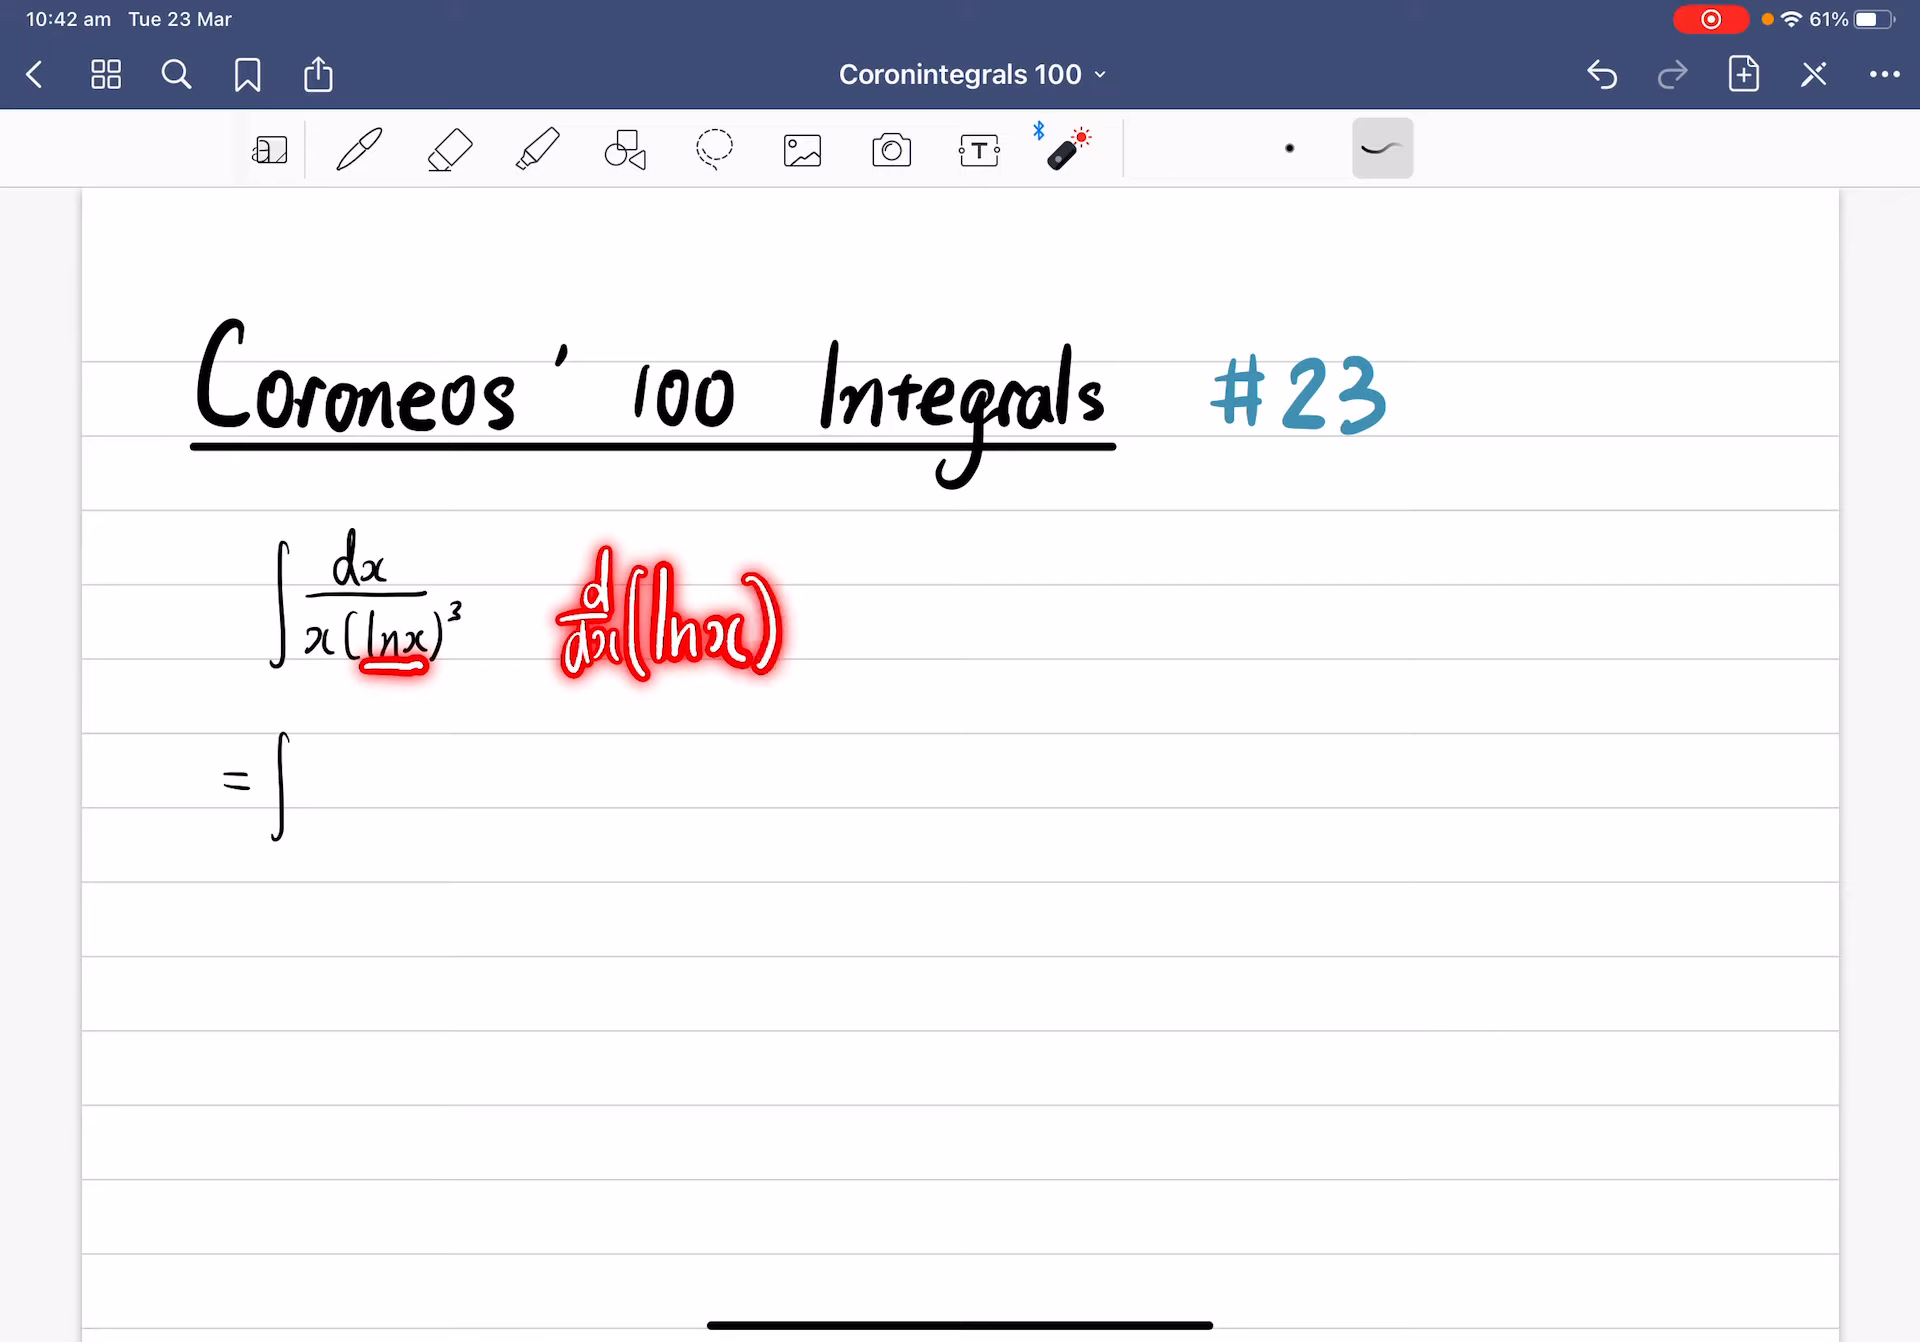 10:42 am Tue 23 Mar 61%
Coronintegrals 100
a T
Coroneos' 100 Integrals #23
∫ dx / x(lnx)³ d/dx (lnx)
= ∫